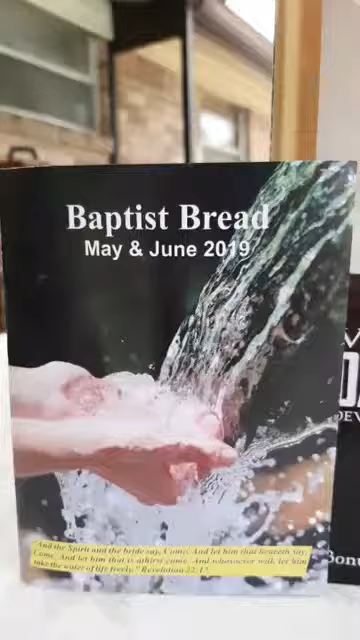 Baptist Bread
May & June 2019
"And the Spirit and the bride say, Come. And let him that heareth say,
Come. And let him that is athirst come. And whosoever will, let him
take the water of life freely." Revelation 22:17